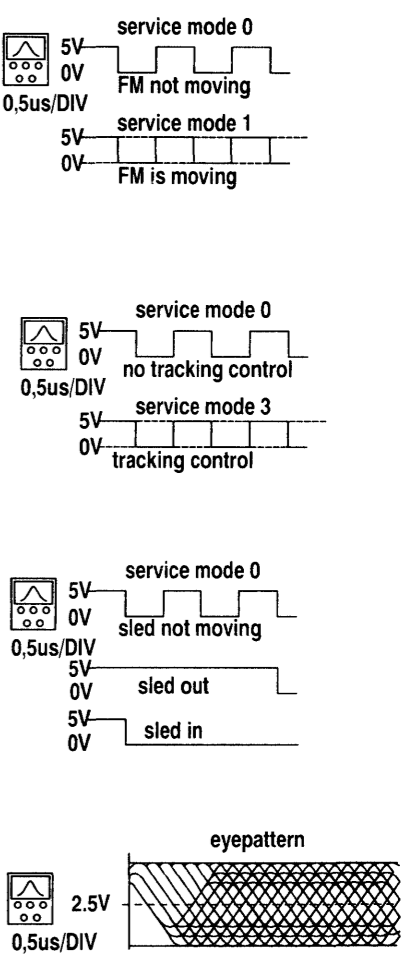 service mode 0
5V
0V
FM not moving
0,5us/DIV
service mode 1
5V
0V
FM is moving
service mode 0
5V
0V
no tracking control
0,5us/DIV
service mode 3
5V
0V
tracking control
service mode 0
5V
0V
sled not moving
0,5us/DIV
5V
0V
sled out
5V
0V
sled in
eyepattern
2.5V
0,5us/DIV